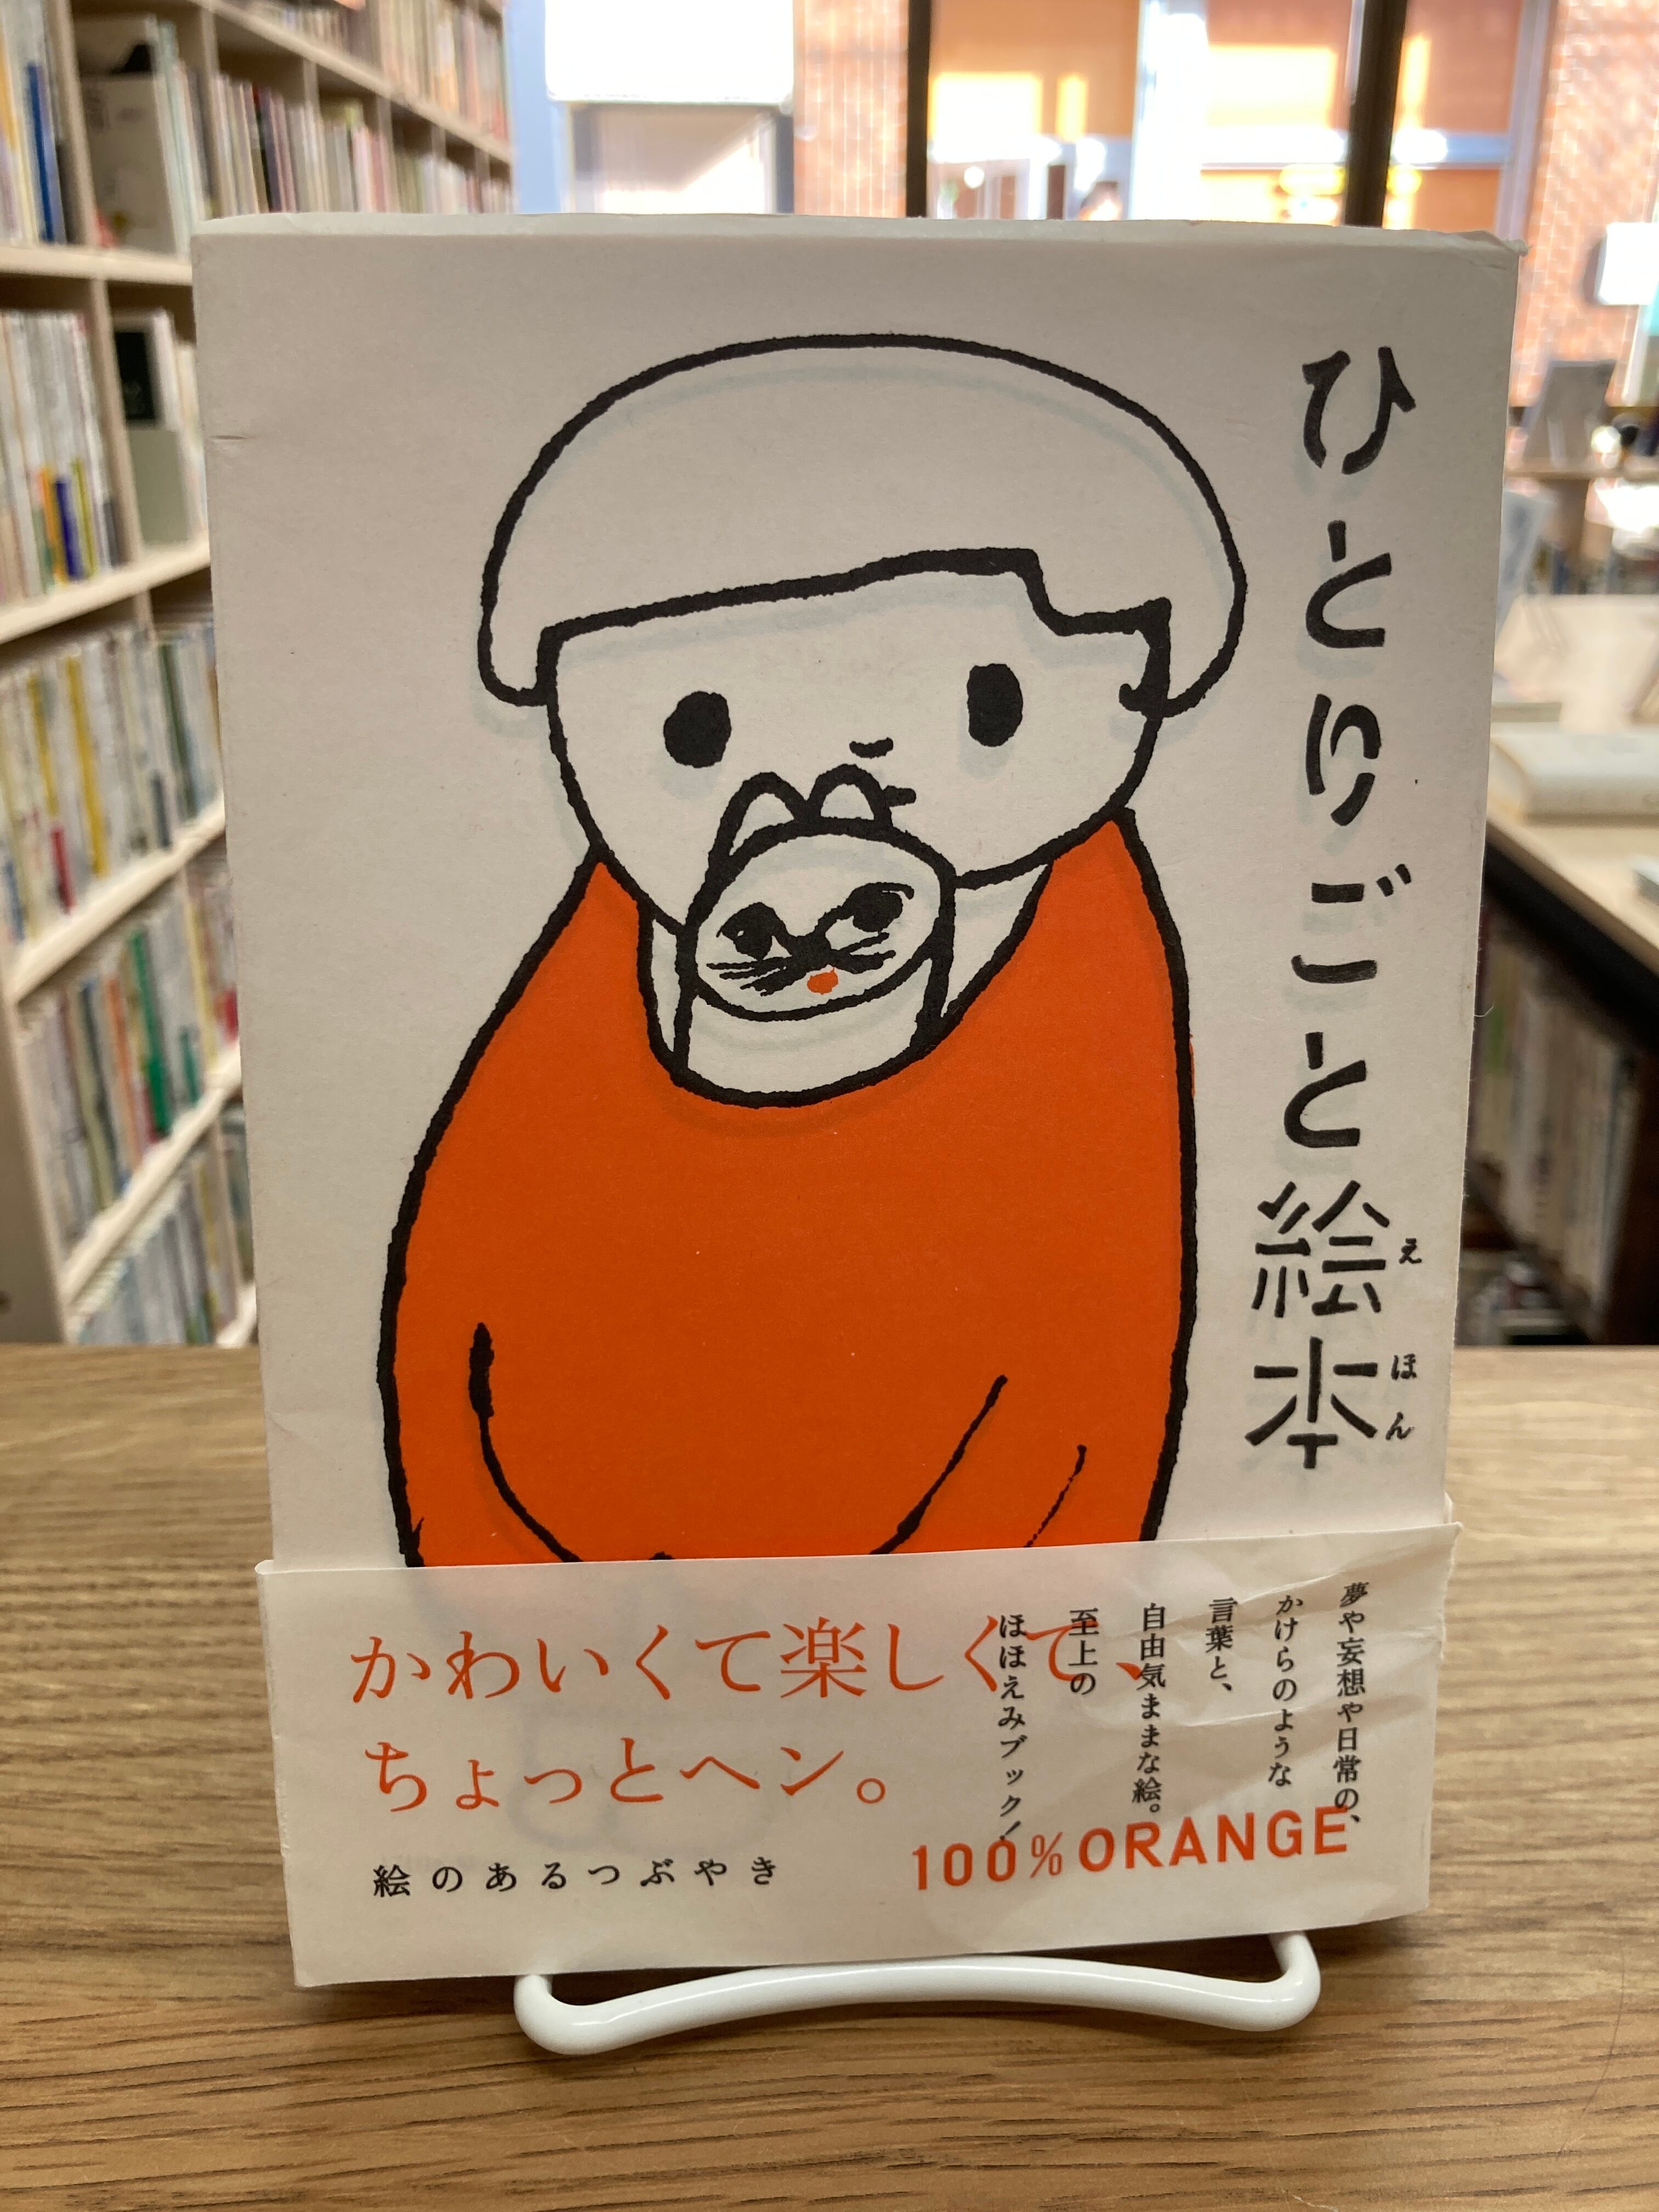 ひとりごと絵本
えほん
かわいくて楽しくて、
ちょっとヘン。
絵のあるつぶやき
夢や妄想や日常の、
かけらのような
言葉と、
自由気ままな絵。
至上の
ほほえみブック!
100%ORANGE